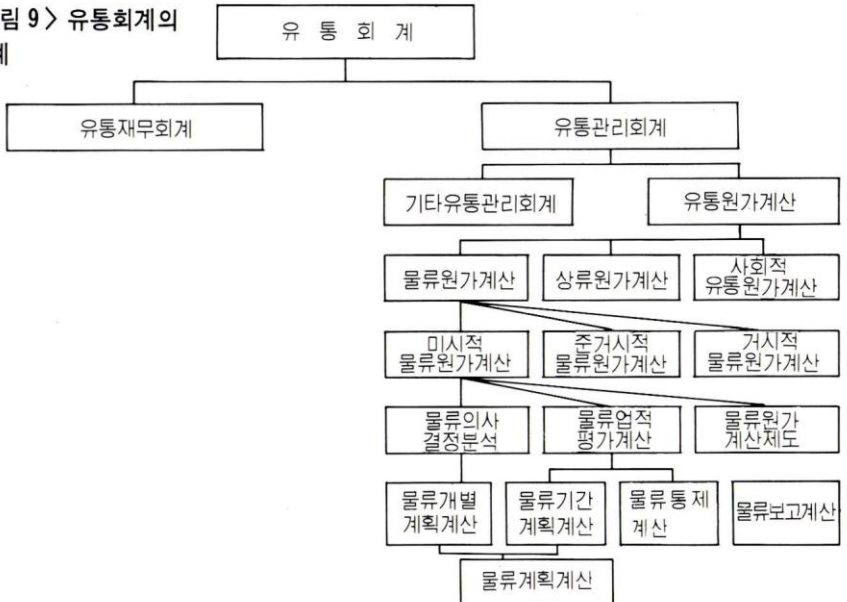 림 9〉 유통회계의
계
유 통 회 계
유통재무회계
유통관리회계
기타유통관리회계
유통원가계산
물류원가계산
상류원가계산
사회적
유통원가계산
미시적
물류원가계산
준거시적
물류원가계산
거시적
물류원가계산
물류의사
결정분석
물류업적
평가계산
물류원가
계산제도
물류개별
계획계산
물류기간
계획계산
물류통제
계산
물류보고계산
물류계획계산